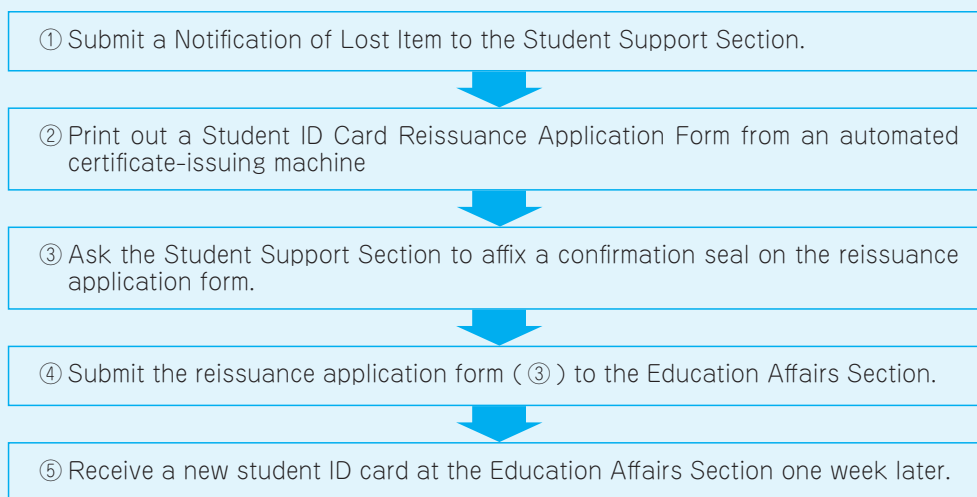 ① Submit a Notification of Lost Item to the Student Support Section.
② Print out a Student ID Card Reissuance Application Form from an automated
certificate-issuing machine
③ Ask the Student Support Section to affix a confirmation seal on the reissuance
application form.
④ Submit the reissuance application form ( ③ ) to the Education Affairs Section.
⑤ Receive a new student ID card at the Education Affairs Section one week later.